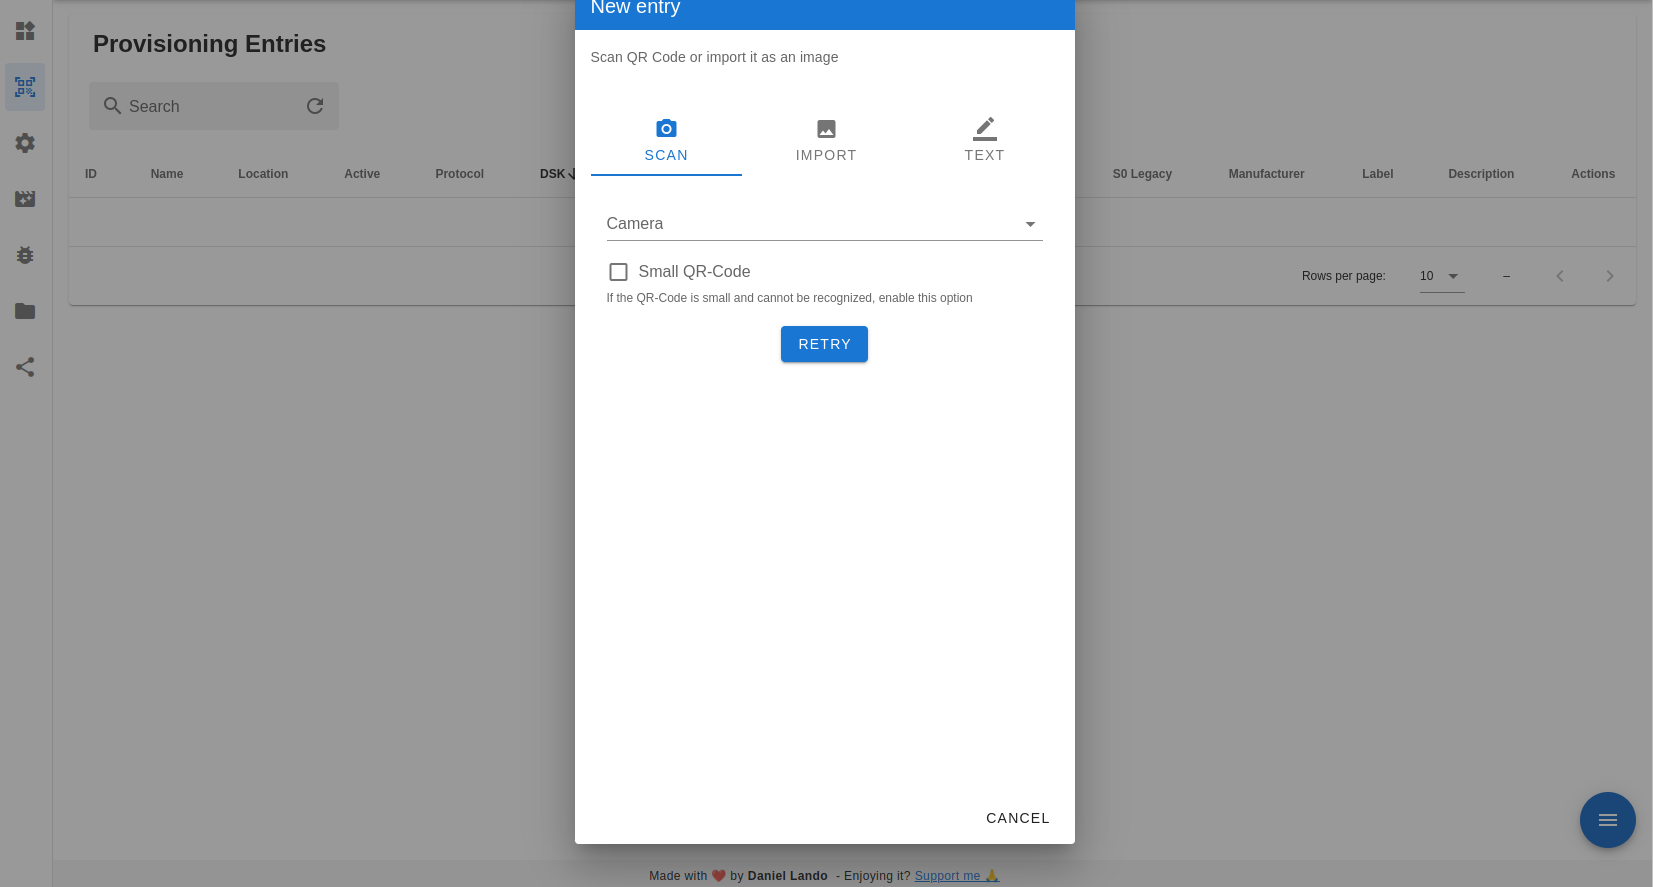 New entry
Provisioning Entries
Scan QR Code or import it as an image
Search
SCAN IMPORT TEXT
ID Name Location Active Protocol DSK S0 Legacy Manufacturer Label Description Actions
Camera
Small QR-Code
Rows per page: 10 –
If the QR-Code is small and cannot be recognized, enable this option
RETRY
CANCEL
Made with ❤️ by Daniel Lando - Enjoying it? Support me 🙏